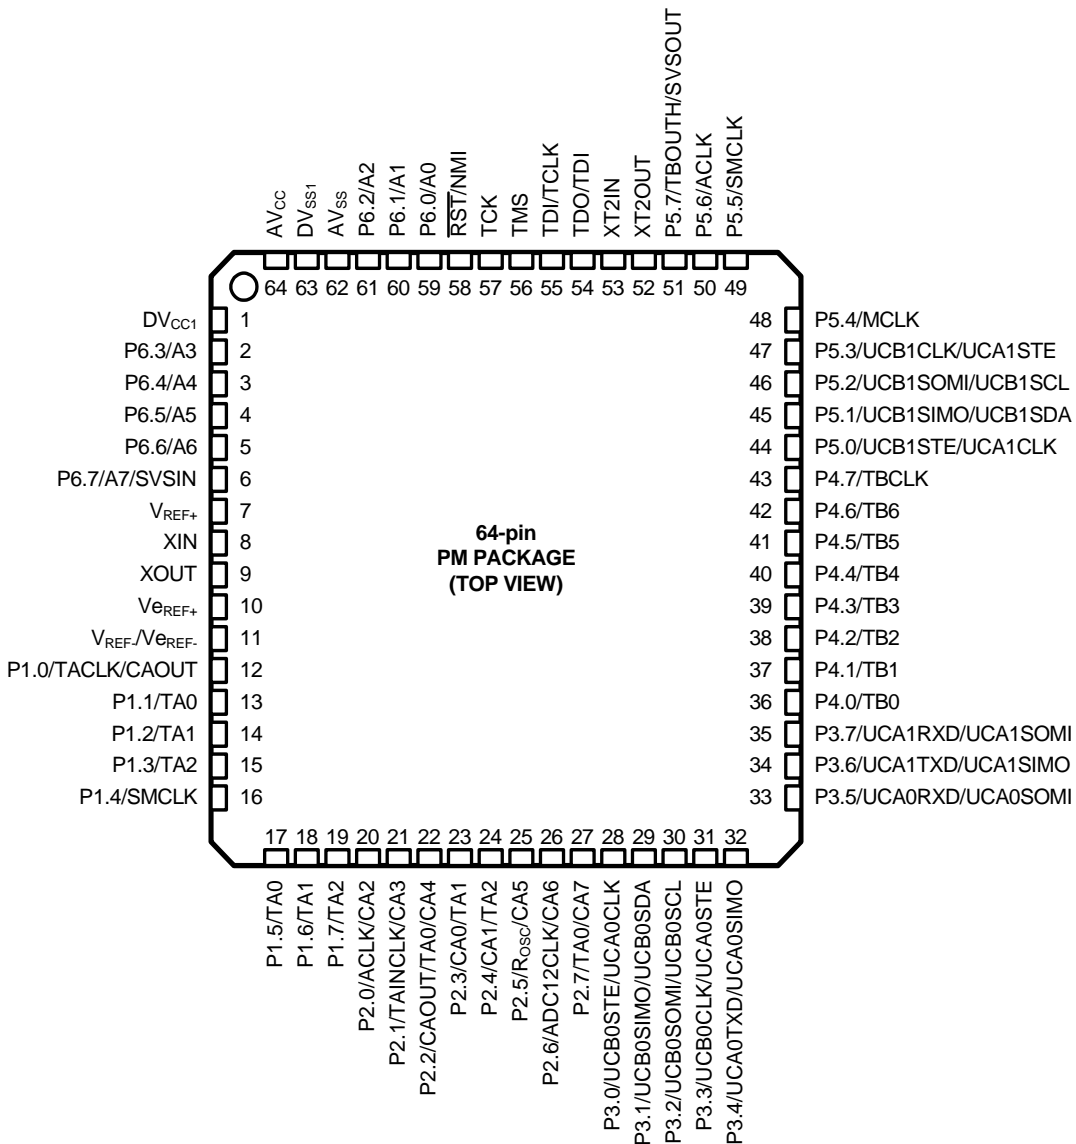 AVCC
DVSS1
AVSS
P6.2/A2
P6.1/A1
P6.0/A0
RST/NMI
TCK
TMS
TDI/TCLK
TDO/TDI
XT2IN
XT2OUT
P5.7/TBOUTH/SVSOUT
P5.6/ACLK
P5.5/SMCLK
64 63 62 61 60 59 58 57 56 55 54 53 52 51 50 49
DVCC1 1
P6.3/A3 2
P6.4/A4 3
P6.5/A5 4
P6.6/A6 5
P6.7/A7/SVSIN 6
VREF+ 7
XIN 8
XOUT 9
VeREF+ 10
VREF-/VeREF- 11
P1.0/TACLK/CAOUT 12
P1.1/TA0 13
P1.2/TA1 14
P1.3/TA2 15
P1.4/SMCLK 16
64-pin
PM PACKAGE
(TOP VIEW)
48 P5.4/MCLK
47 P5.3/UCB1CLK/UCA1STE
46 P5.2/UCB1SOMI/UCB1SCL
45 P5.1/UCB1SIMO/UCB1SDA
44 P5.0/UCB1STE/UCA1CLK
43 P4.7/TBCLK
42 P4.6/TB6
41 P4.5/TB5
40 P4.4/TB4
39 P4.3/TB3
38 P4.2/TB2
37 P4.1/TB1
36 P4.0/TB0
35 P3.7/UCA1RXD/UCA1SOMI
34 P3.6/UCA1TXD/UCA1SIMO
33 P3.5/UCA0RXD/UCA0SOMI
17 18 19 20 21 22 23 24 25 26 27 28 29 30 31 32
P1.5/TA0
P1.6/TA1
P1.7/TA2
P2.0/ACLK/CA2
P2.1/TAINCLK/CA3
P2.2/CAOUT/TA0/CA4
P2.3/CA0/TA1
P2.4/CA1/TA2
P2.5/ROSC/CA5
P2.6/ADC12CLK/CA6
P2.7/TA0/CA7
P3.0/UCB0STE/UCA0CLK
P3.1/UCB0SIMO/UCB0SDA
P3.2/UCB0SOMI/UCB0SCL
P3.3/UCB0CLK/UCA0STE
P3.4/UCA0TXD/UCA0SIMO